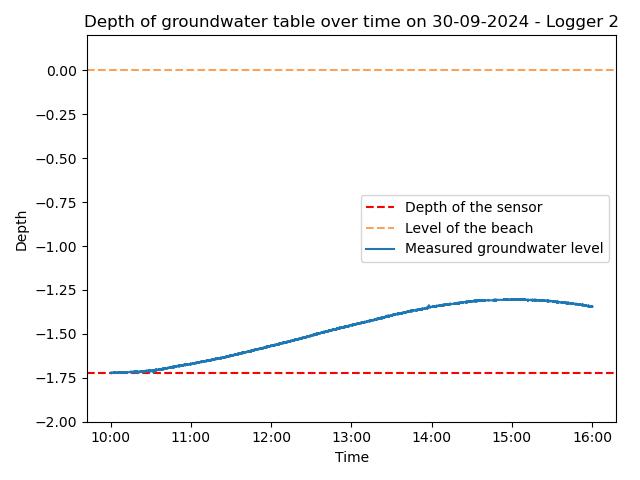 Depth of groundwater table over time on 30-09-2024 - Logger 2
0.00
−0.25
−0.50
−0.75
−1.00
−1.25
−1.50
−1.75
−2.00
Depth
Depth of the sensor
Level of the beach
Measured groundwater level
10:00 11:00 12:00 13:00 14:00 15:00 16:00
Time